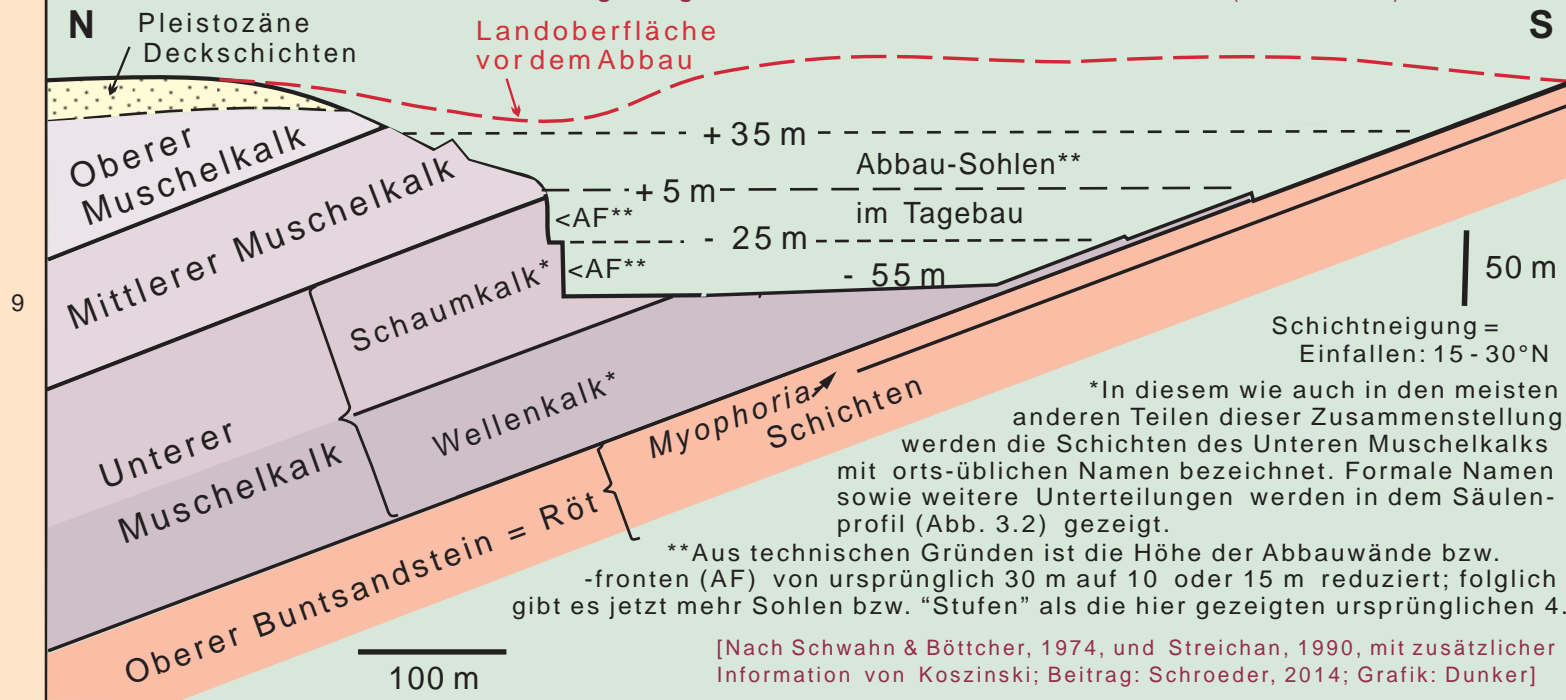 N
S
Pleistozäne
Deckschichten
Landoberfläche
vor dem Abbau
+ 35 m
Oberer
Muschelkalk
Abbau-Sohlen**
+ 5 m
im Tagebau
<AF**
- 25 m
<AF**
- 55 m
50 m
Mittlerer Muschelkalk
Schaumkalk*
9
Schichtneigung =
Einfallen: 15 - 30°N
Unterer
Muschelkalk
Wellenkalk*
Myophoria
Schichten
Oberer Buntsandstein = Röt
*In diesem wie auch in den meisten
anderen Teilen dieser Zusammenstellung
werden die Schichten des Unteren Muschelkalks
mit orts-üblichen Namen bezeichnet. Formale Namen
sowie weitere Unterteilungen werden in dem Säulen-
profil (Abb. 3.2) gezeigt.
**Aus technischen Gründen ist die Höhe der Abbauwände bzw.
-fronten (AF) von ursprünglich 30 m auf 10 oder 15 m reduziert; folglich
gibt es jetzt mehr Sohlen bzw. “Stufen” als die hier gezeigten ursprünglichen 4.
100 m
[Nach Schwahn & Böttcher, 1974, und Streichan, 1990, mit zusätzlicher
Information von Koszinski; Beitrag: Schroeder, 2014; Grafik: Dunker]